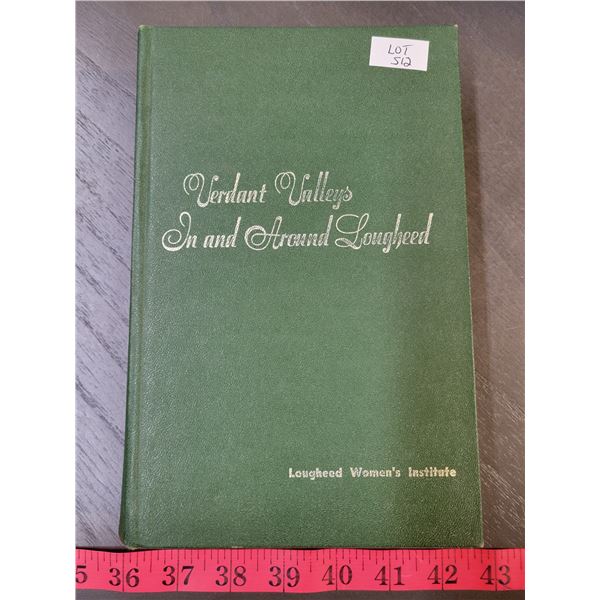 LOT
512
Verdant Valleys
In and Around Lougheed
Lougheed Women's Institute
5 36 37 38 39 40 41 42 43